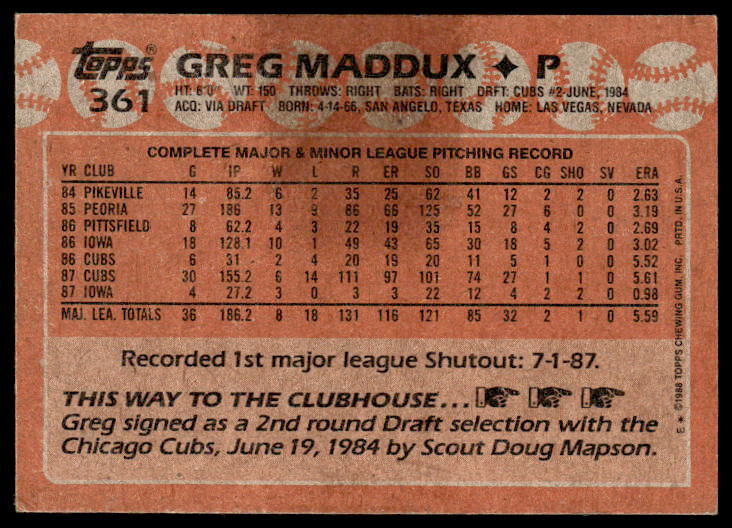 Topps® GREG MADDUX ✦ P
361 HT: 6'0 WT: 150 THROWS: RIGHT BATS: RIGHT DRFT: CUBS #2-JUNE, 1984
ACQ: VIA DRAFT BORN: 4-14-66, SAN ANGELO, TEXAS HOME: LAS VEGAS, NEVADA
COMPLETE MAJOR & MINOR LEAGUE PITCHING RECORD
YR CLUB G IP W L R ER SO BB GS CG SHO SV ERA
84 PIKEVILLE 14 85.2 6 2 35 25 62 41 12 2 2 0 2.63
85 PEORIA 27 186 13 9 86 66 125 52 27 6 0 0 3.19
86 PITTSFIELD 8 62.2 4 3 22 19 35 15 8 4 2 0 2.69
86 IOWA 18 128.1 10 1 49 43 65 30 18 5 2 0 3.02
86 CUBS 6 31 2 4 20 19 20 11 5 1 0 0 5.52
87 CUBS 30 155.2 6 14 111 97 101 74 27 1 1 0 5.61
87 IOWA 4 27.2 3 0 3 3 22 12 4 2 2 0 0.98
MAJ. LEA. TOTALS 36 186.2 8 18 131 116 121 85 32 2 1 0 5.59
Recorded 1st major league Shutout: 7-1-87.
THIS WAY TO THE CLUBHOUSE...
Greg signed as a 2nd round Draft selection with the
Chicago Cubs, June 19, 1984 by Scout Doug Mapson.
E * ©1988 TOPPS CHEWING GUM, INC. PRTD. IN U.S.A.